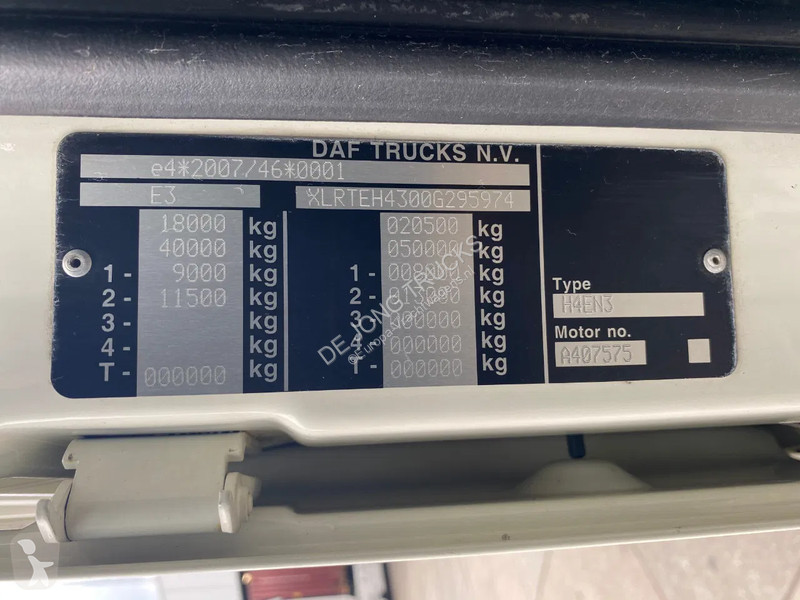 DAF TRUCKS N.V.
e4*2007/46*0001
E3 XLRTEH4300G295974
18000 kg 020500 kg
40000 kg 050000 kg
1- 9000 kg 1- kg
2- 11500 kg 2- kg
3- kg 3- 000000 kg
4- kg 4- 000000 kg
T- 000000 kg T- 000000 kg
Type
H4EN3
Motor no.
A407575
DE JONG TRUCKS